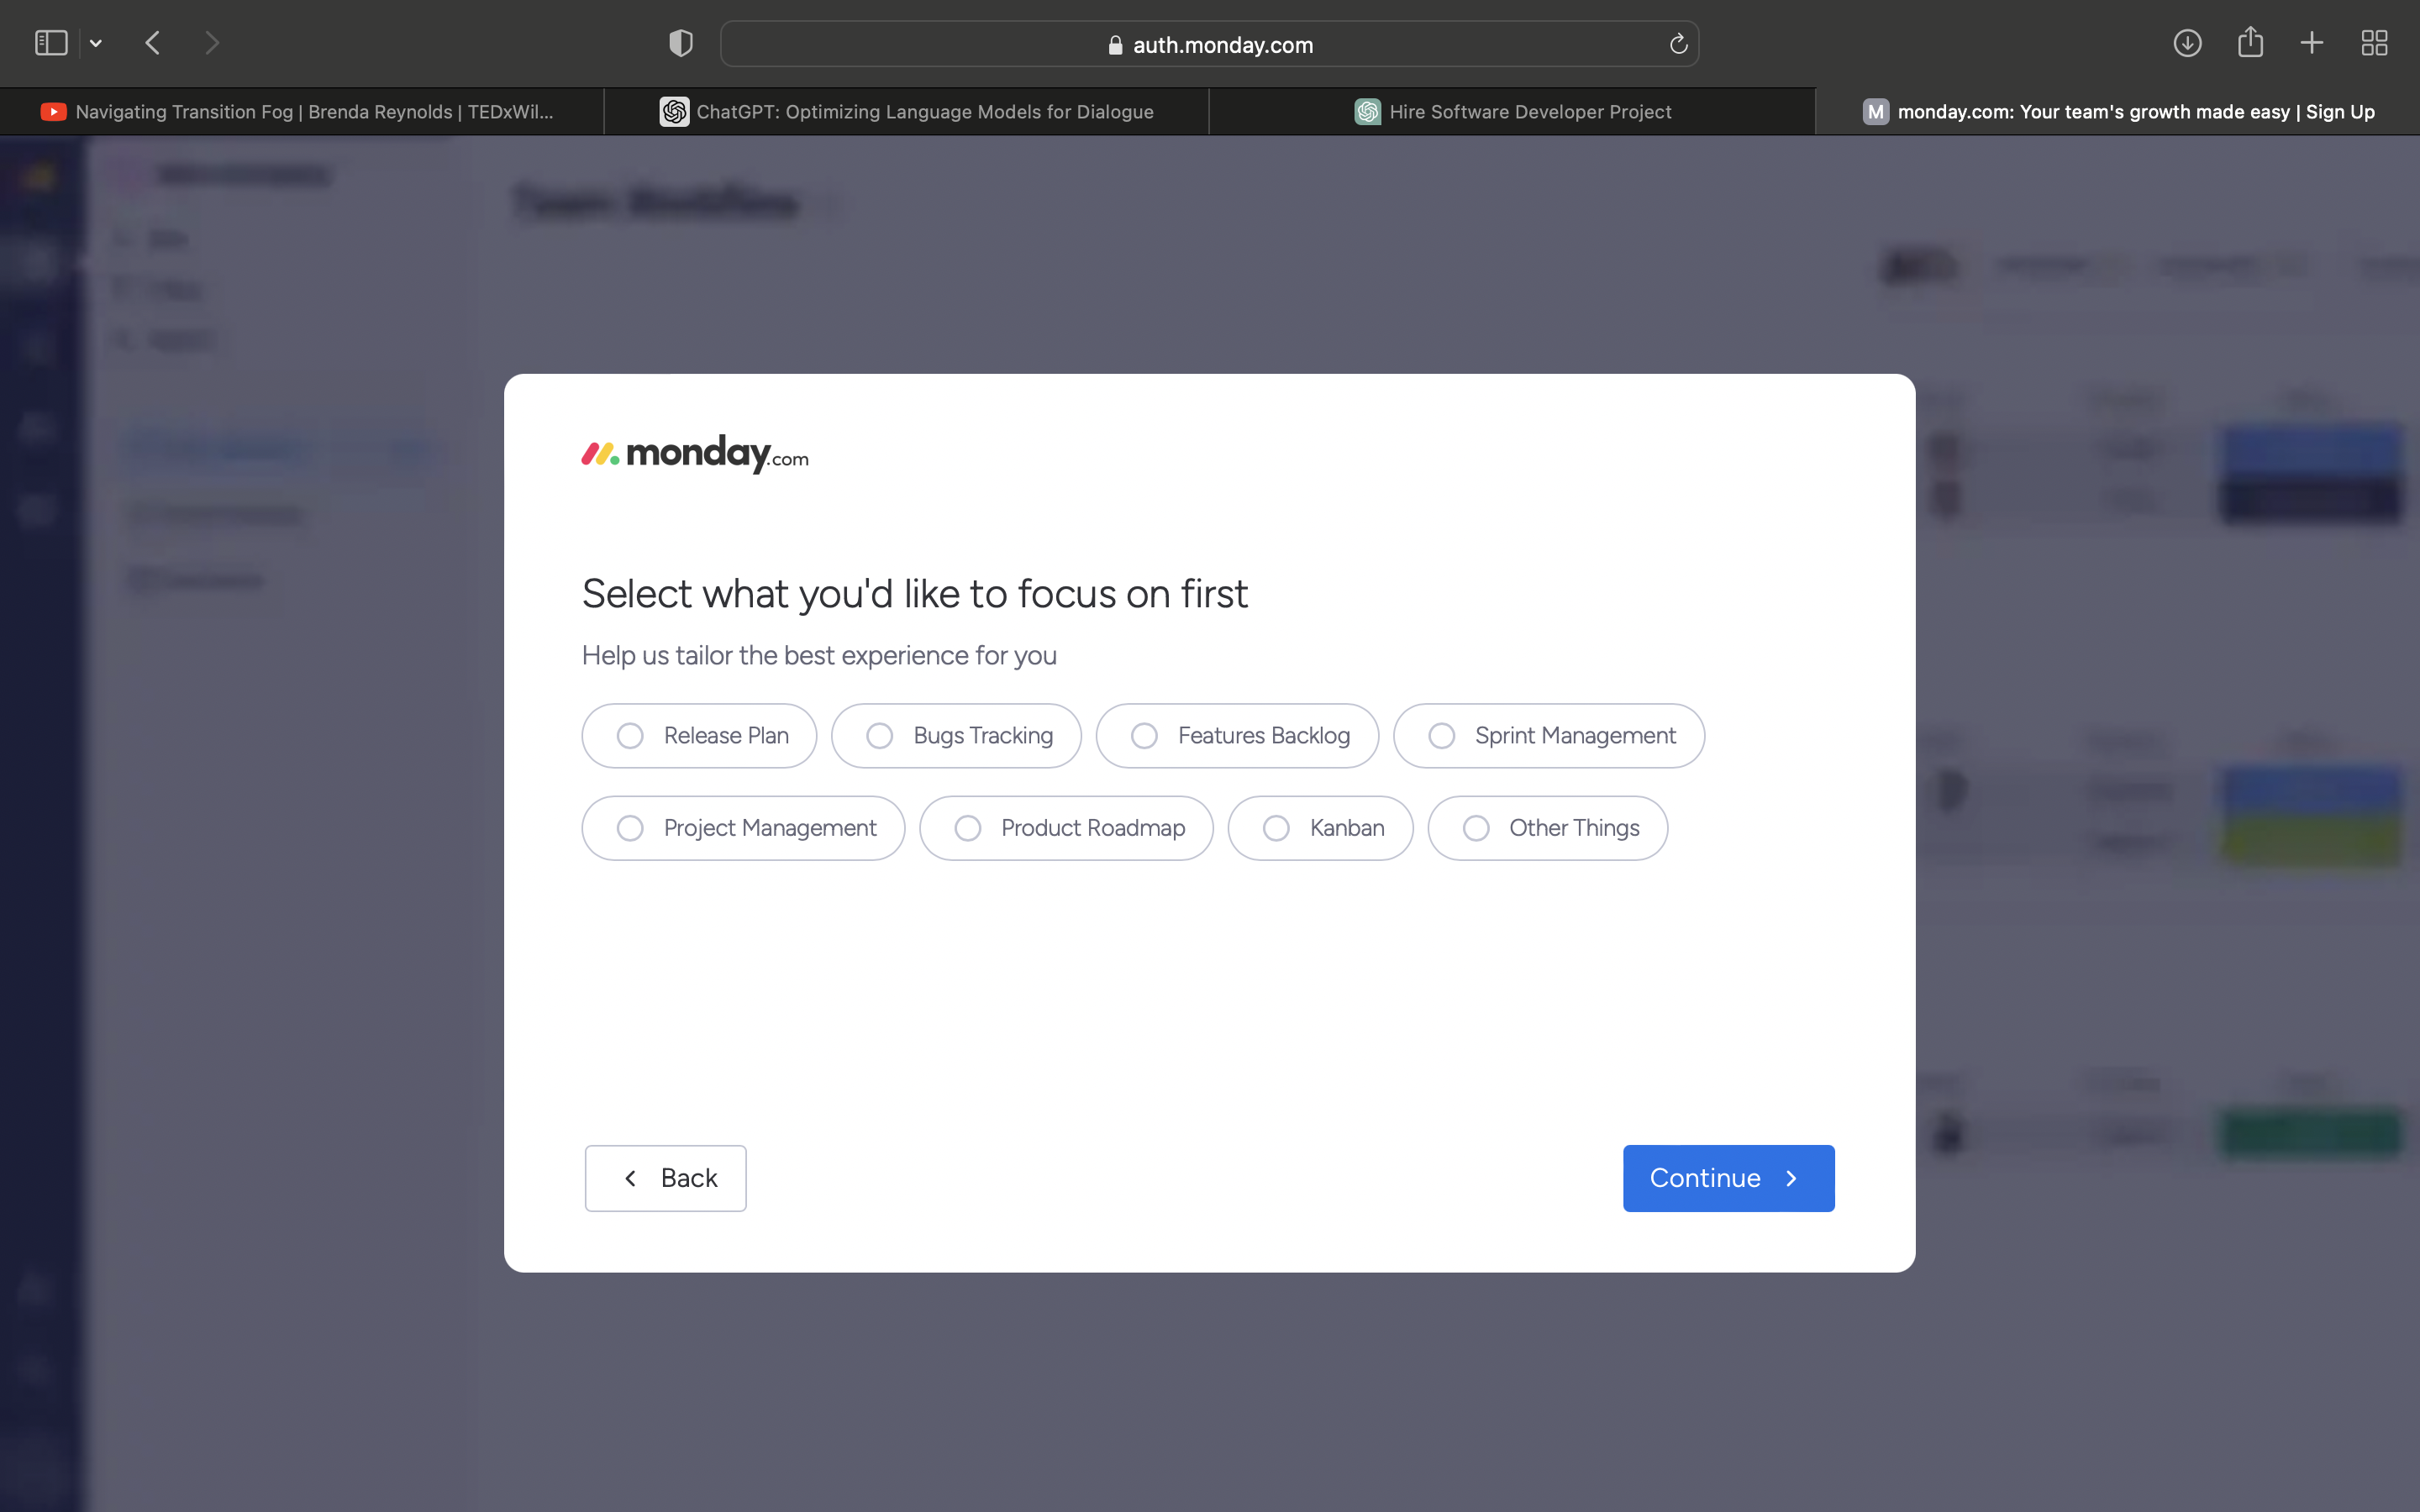 auth.monday.com
Navigating Transition Fog | Brenda Reynolds | TEDxWil...
ChatGPT: Optimizing Language Models for Dialogue
Hire Software Developer Project
M monday.com: Your team's growth made easy | Sign Up
monday.com
Select what you'd like to focus on first
Help us tailor the best experience for you
Release Plan
Bugs Tracking
Features Backlog
Sprint Management
Project Management
Product Roadmap
Kanban
Other Things
Back
Continue